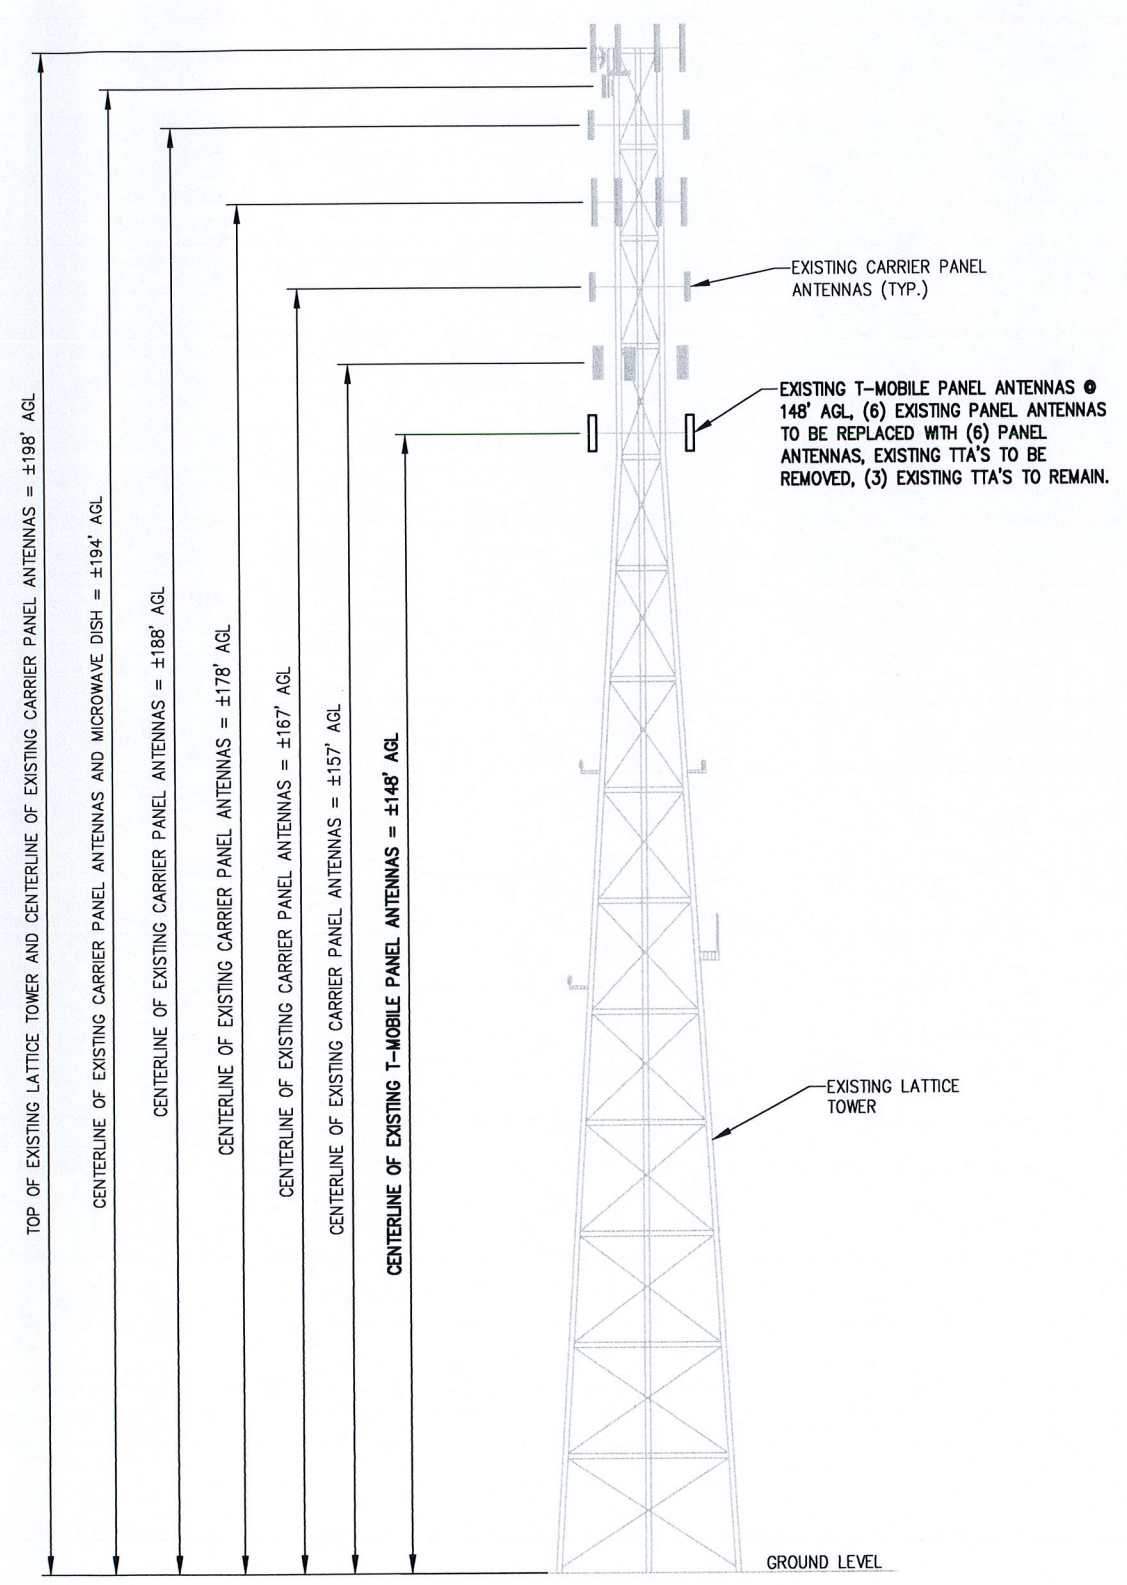 TOP OF EXISTING LATTICE TOWER AND CENTERLINE OF EXISTING CARRIER PANEL ANTENNAS = ±198' AGL
CENTERLINE OF EXISTING CARRIER PANEL ANTENNAS AND MICROWAVE DISH = ±194' AGL
CENTERLINE OF EXISTING CARRIER PANEL ANTENNAS = ±188' AGL
CENTERLINE OF EXISTING CARRIER PANEL ANTENNAS = ±178' AGL
CENTERLINE OF EXISTING CARRIER PANEL ANTENNAS = ±167' AGL
CENTERLINE OF EXISTING CARRIER PANEL ANTENNAS = ±157' AGL
CENTERLINE OF EXISTING T-MOBILE PANEL ANTENNAS = ±148' AGL
EXISTING CARRIER PANEL
ANTENNAS (TYP.)
EXISTING T-MOBILE PANEL ANTENNAS @
148' AGL, (6) EXISTING PANEL ANTENNAS
TO BE REPLACED WITH (6) PANEL
ANTENNAS, EXISTING TTA'S TO BE
REMOVED, (3) EXISTING TTA'S TO REMAIN.
EXISTING LATTICE
TOWER
GROUND LEVEL